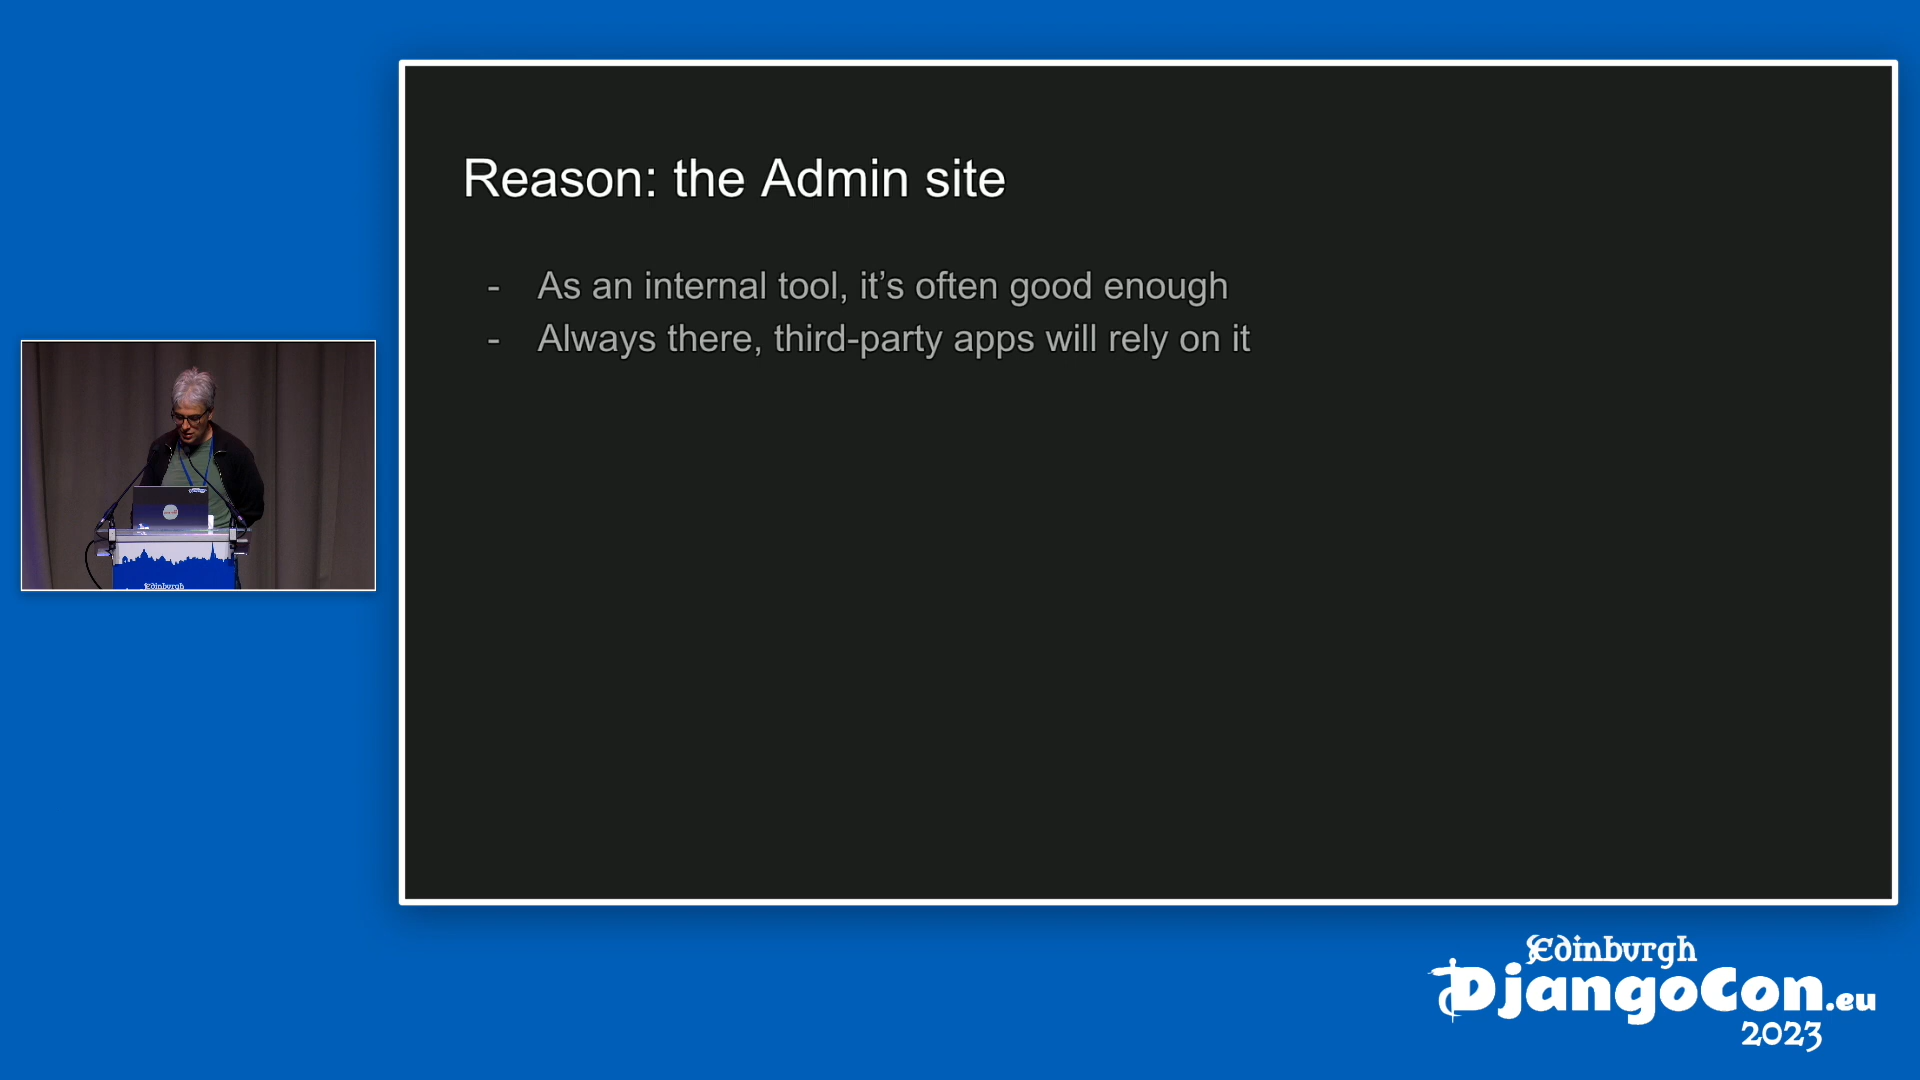 Reason: the Admin site
- As an internal tool, it’s often good enough
- Always there, third-party apps will rely on it
Edinburgh
Edinburgh
DjangoCon.eu
2023